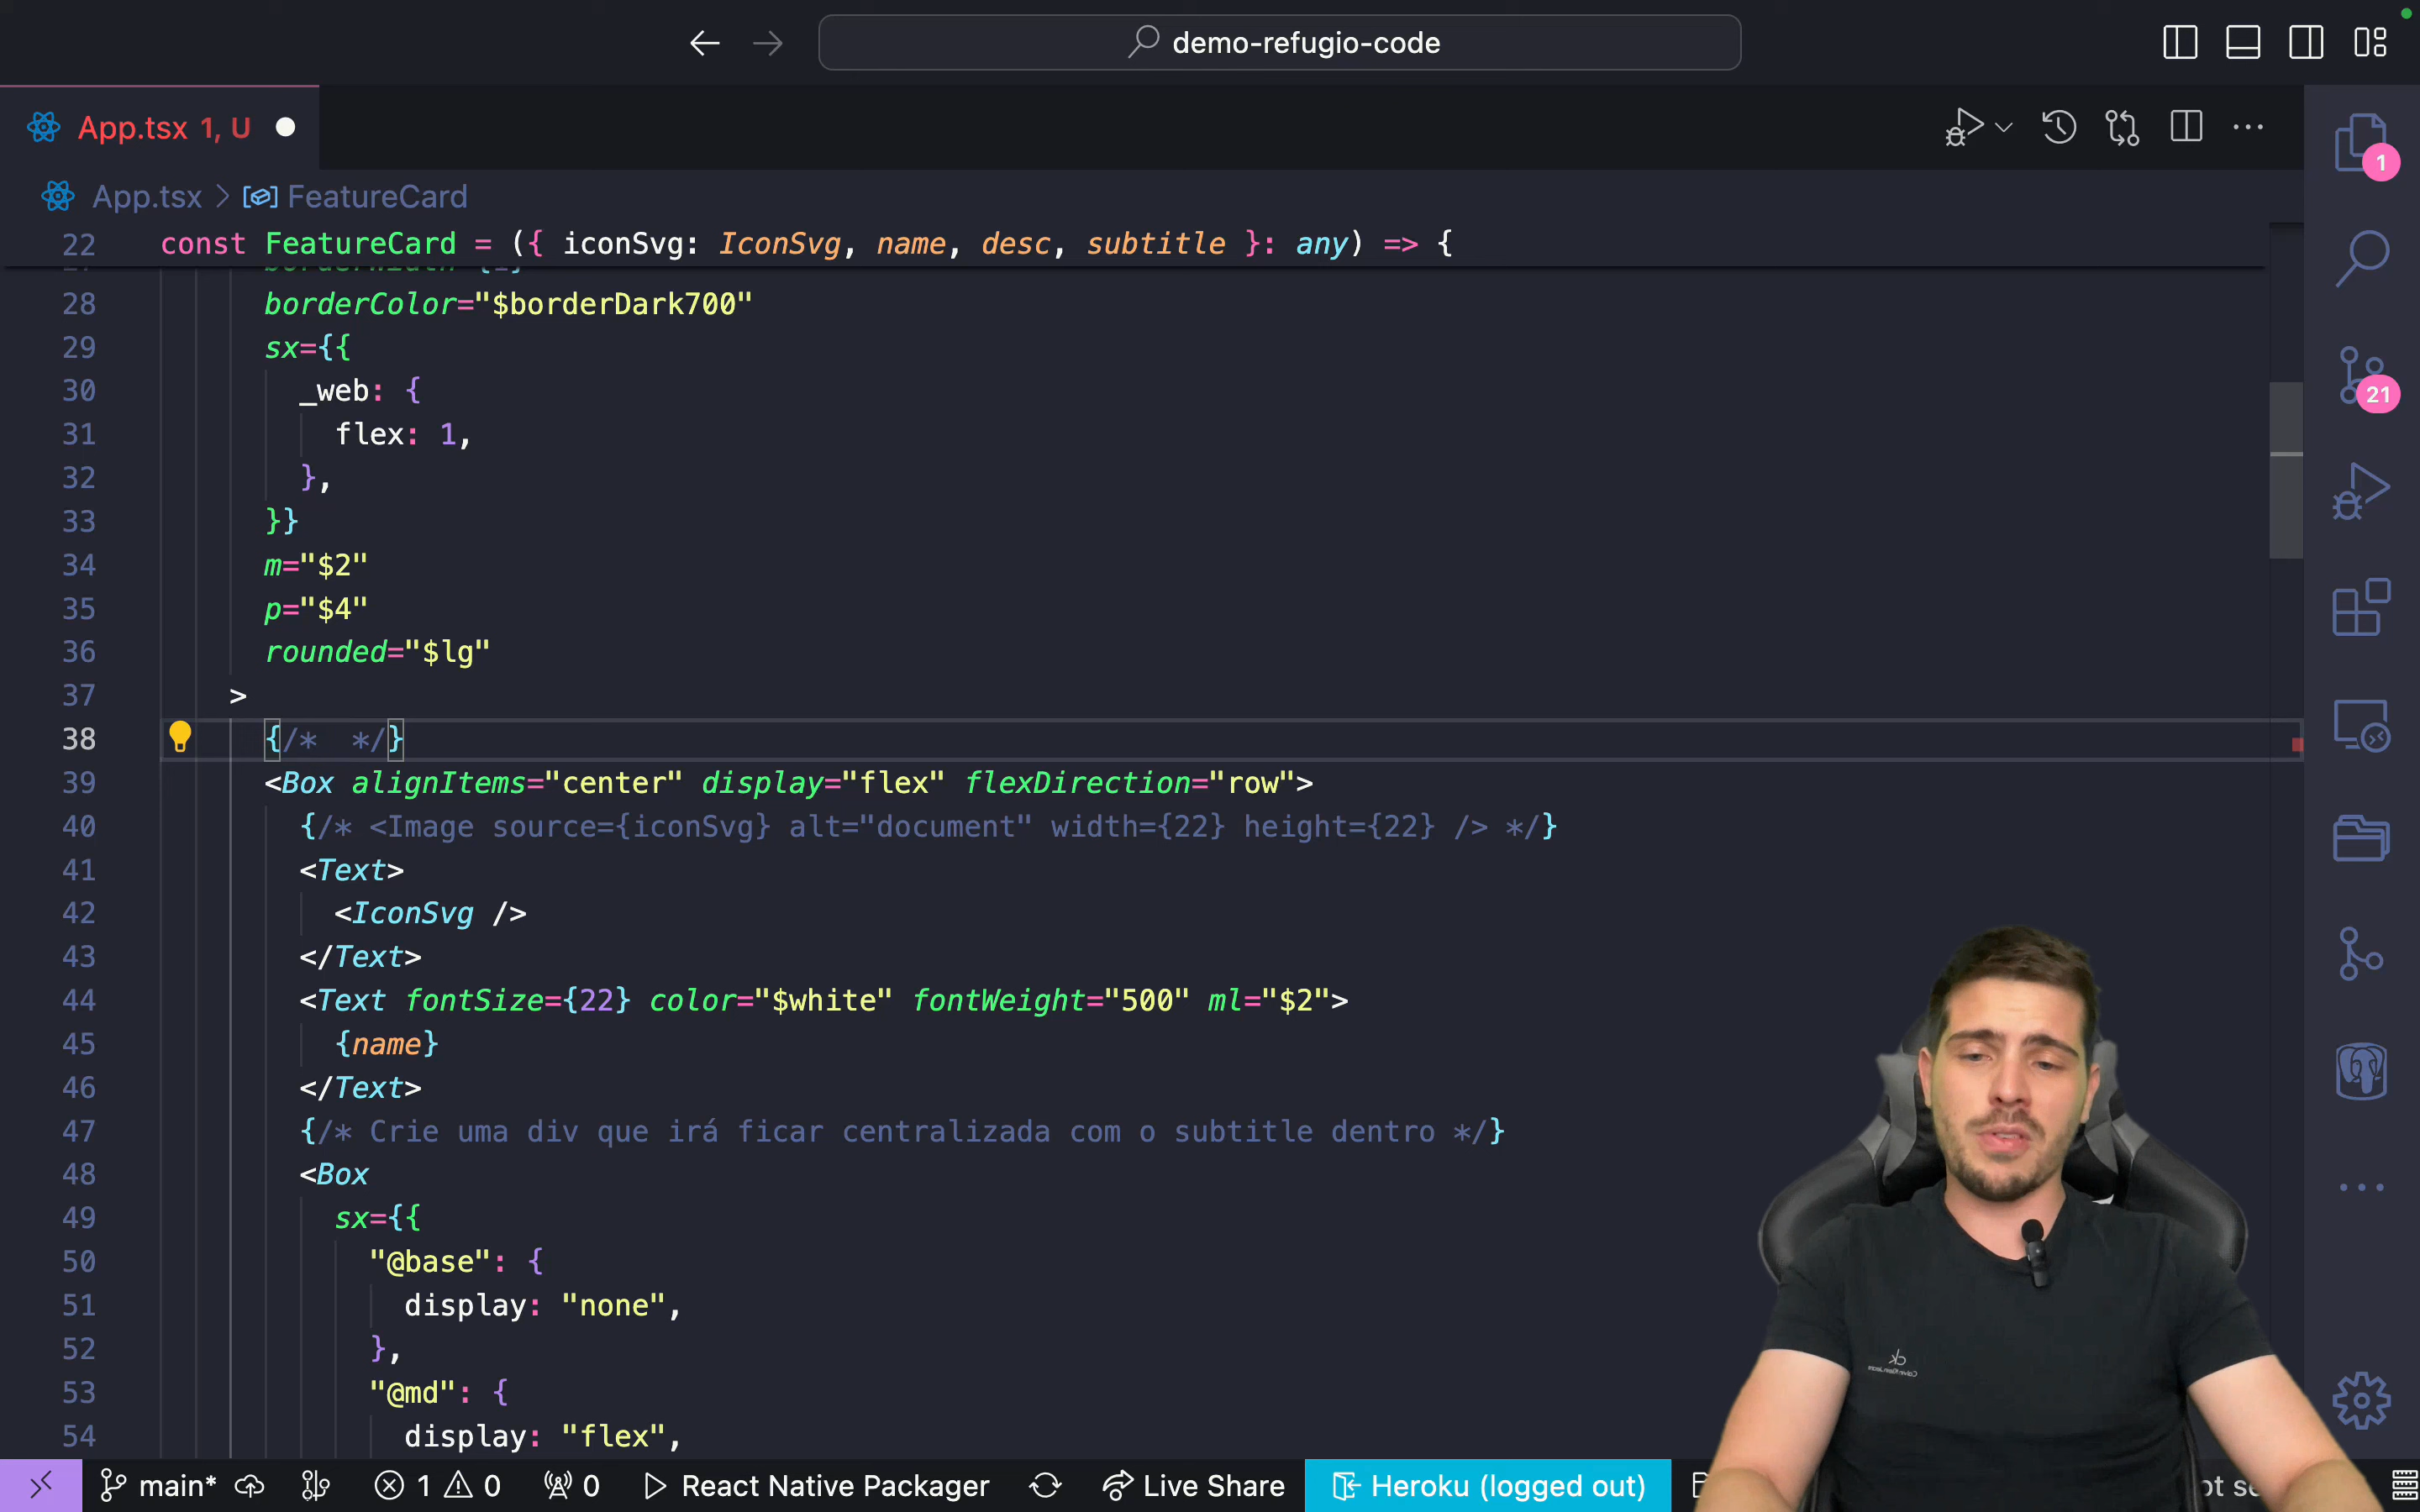 demo-refugio-code
App.tsx 1, U
App.tsx > FeatureCard
22 const FeatureCard = ({ iconSvg: IconSvg, name, desc, subtitle }: any) => {
28 borderColor="$borderDark700"
29 sx={{
30 _web: {
31 flex: 1,
32 },
33 }}
34 m="$2"
35 p="$4"
36 rounded="$lg"
37 >
38 {/*  */}
39 <Box alignItems="center" display="flex" flexDirection="row">
40 {/* <Image source={iconSvg} alt="document" width={22} height={22} /> */}
41 <Text>
42 <IconSvg />
43 </Text>
44 <Text fontSize={22} color="$white" fontWeight="500" ml="$2">
45 {name}
46 </Text>
47 {/* Crie uma div que irá ficar centralizada com o subtitle dentro */}
48 <Box
49 sx={{
50 "@base": {
51 display: "none",
52 },
53 "@md": {
54 display: "flex",
1
21
ck
main* 1 0 0 React Native Packager Live Share Heroku (logged out)